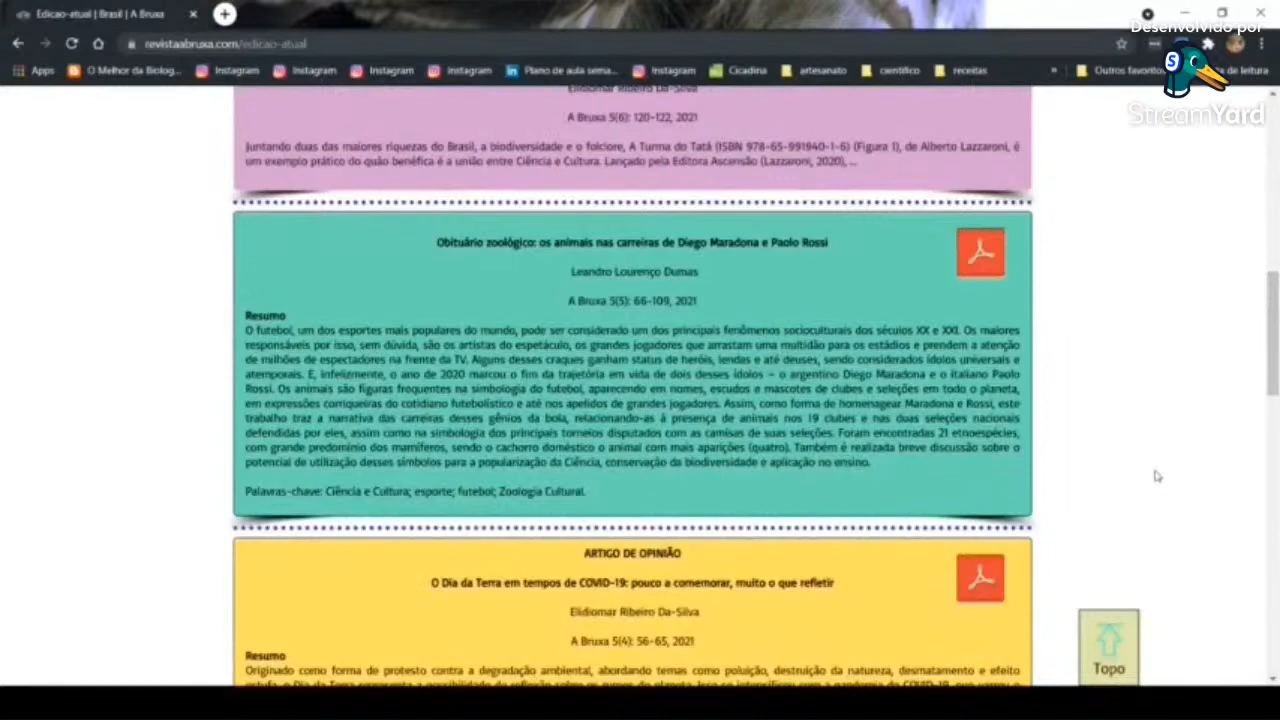 Edicao-atual | Brasil | A Bruxa
Desenvolvido por
revistaabruxa.com/edicao-atual
Apps O Melhor da Biolog... Instagram Instagram Instagram Instagram Plano de aula sema... Instagram Cicadina artesanato científico receitas » Outros favoritos de leitura
StreamYard
Elidiomar Ribeiro Da-Silva
A Bruxa 5(6): 120-122, 2021
Juntando duas das maiores riquezas do Brasil, a biodiversidade e o folclore, A Turma do Tatá (ISBN 978-65-991940-1-6) (Figura 1), de Alberto Lazzaroni, é
um exemplo prático do quão benéfica é a união entre Ciência e Cultura. Lançado pela Editora Ascensão (Lazzaroni, 2020), ...
Obituário zoológico: os animais nas carreiras de Diego Maradona e Paolo Rossi
Leandro Lourenço Dumas
A Bruxa 5(5): 66-109, 2021
Resumo
O futebol, um dos esportes mais populares do mundo, pode ser considerado um dos principais fenômenos socioculturais dos séculos XX e XXI. Os maiores
responsáveis por isso, sem dúvida, são os artistas do espetáculo, os grandes jogadores que arrastam uma multidão para os estádios e prendem a atenção
de milhões de espectadores na frente da TV. Alguns desses craques ganham status de heróis, lendas e até deuses, sendo considerados ídolos universais e
atemporais. E, infelizmente, o ano de 2020 marcou o fim da trajetória em vida de dois desses ídolos – o argentino Diego Maradona e o italiano Paolo
Rossi. Os animais são figuras frequentes na simbologia do futebol, aparecendo em nomes, escudos e mascotes de clubes e seleções em todo o planeta,
em expressões corriqueiras do cotidiano futebolístico e até nos apelidos de grandes jogadores. Assim, como forma de homenagear Maradona e Rossi, este
trabalho traz a narrativa das carreiras desses gênios da bola, relacionando-as à presença de animais nos 19 clubes e nas duas seleções nacionais
defendidas por eles, assim como na simbologia dos principais torneios disputados com as camisas de suas seleções. Foram encontradas 21 etnoespécies,
com grande predomínio dos mamíferos, sendo o cachorro doméstico o animal com mais aparições (quatro). Também é realizada breve discussão sobre o
potencial de utilização desses símbolos para a popularização da Ciência, conservação da biodiversidade e aplicação no ensino.
Palavras-chave: Ciência e Cultura; esporte; futebol; Zoologia Cultural.
ARTIGO DE OPINIÃO
O Dia da Terra em tempos de COVID-19: pouco a comemorar, muito o que refletir
Elidiomar Ribeiro Da-Silva
A Bruxa 5(4): 56-65, 2021
Resumo
Originado como forma de protesto contra a degradação ambiental, abordando temas como poluição, destruição da natureza, desmatamento e efeito
Topo